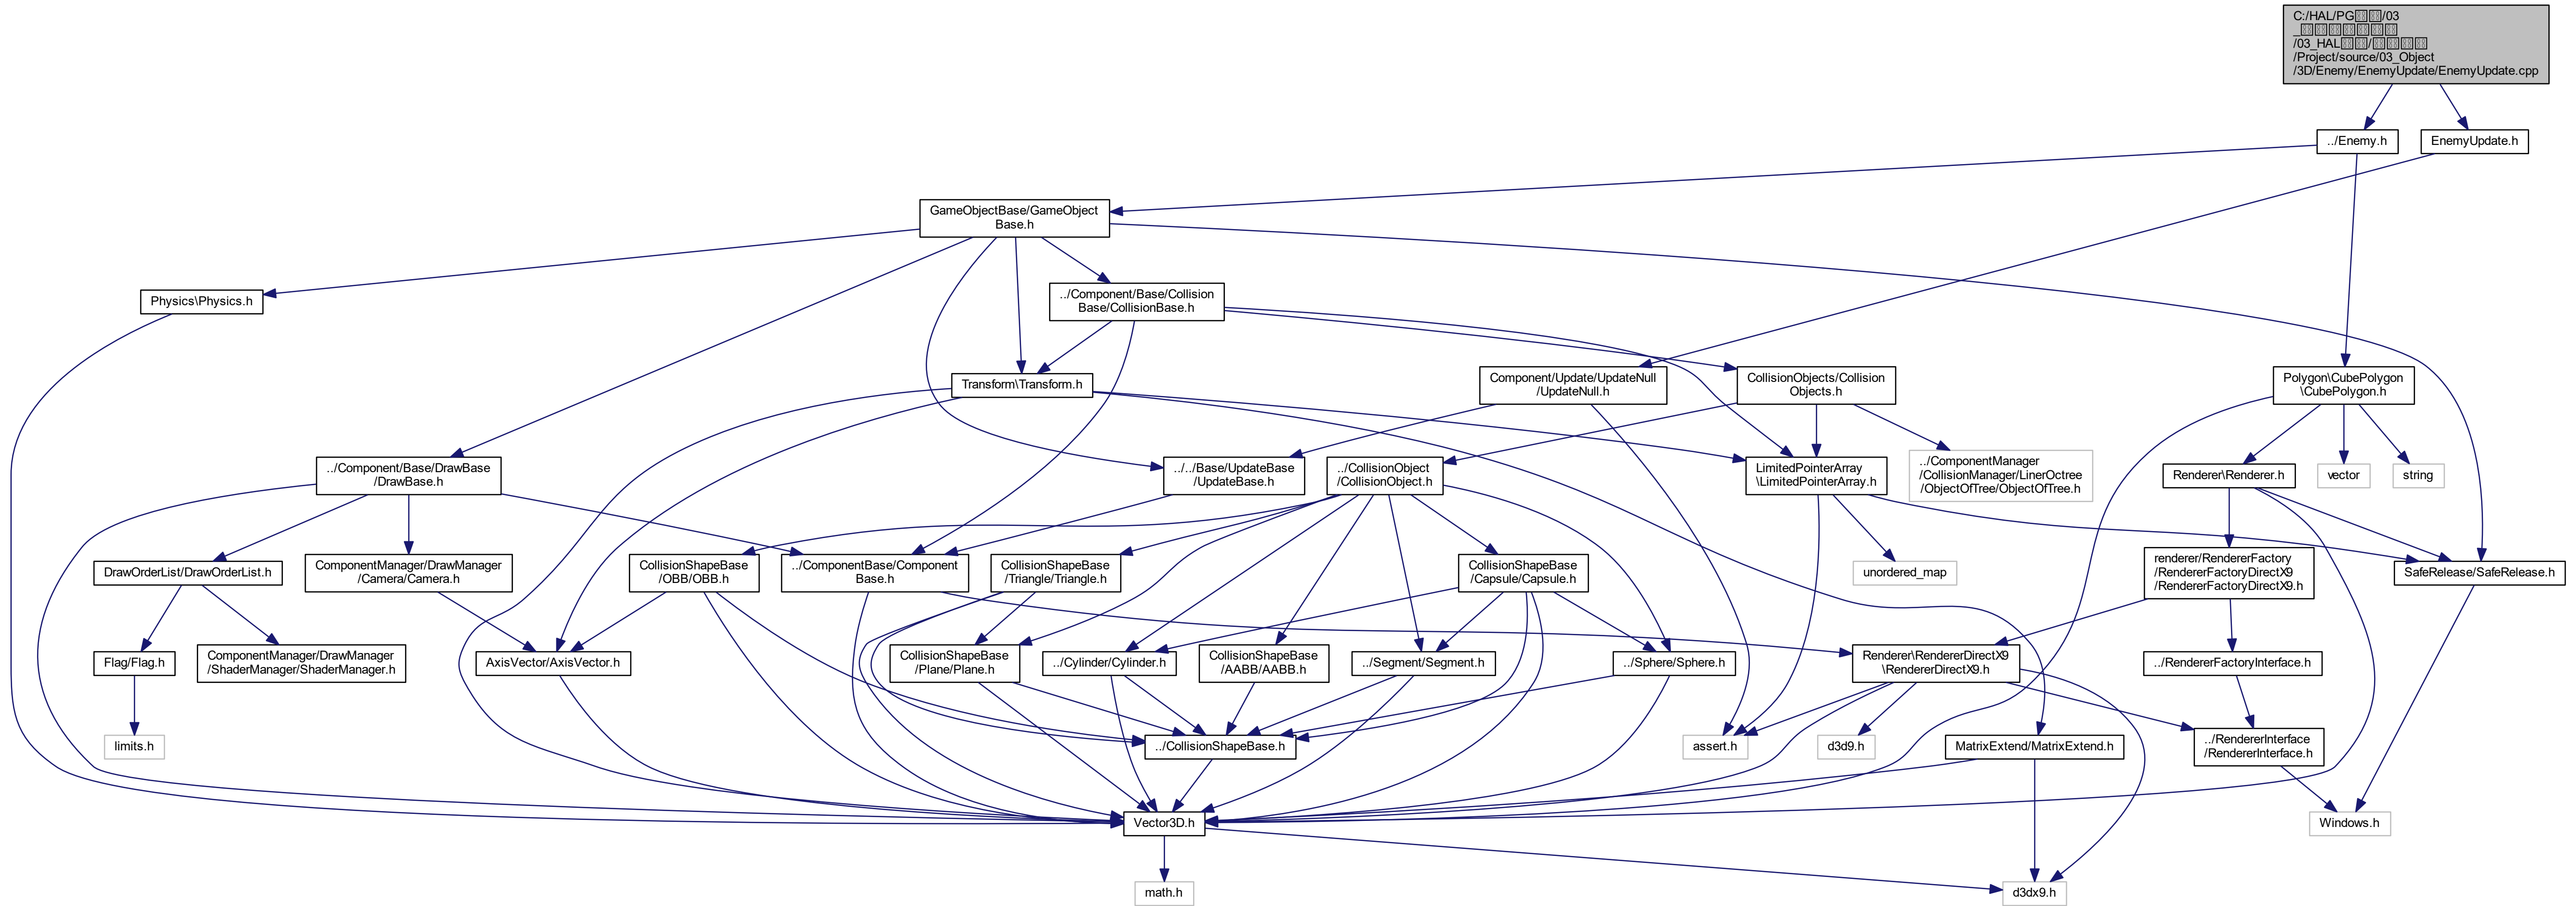 C:/HAL/PG/03
_
/03_HAL/
/Project/source/03_Object
/3D/Enemy/EnemyUpdate/EnemyUpdate.cpp
../Enemy.h
EnemyUpdate.h
GameObjectBase/GameObject
Base.h
Physics\Physics.h
../Component/Base/Collision
Base/CollisionBase.h
Transform\Transform.h
Component/Update/UpdateNull
/UpdateNull.h
CollisionObjects/Collision
Objects.h
Polygon\CubePolygon
\CubePolygon.h
../Component/Base/DrawBase
/DrawBase.h
../../Base/UpdateBase
/UpdateBase.h
../CollisionObject
/CollisionObject.h
LimitedPointerArray
\LimitedPointerArray.h
../ComponentManager
/CollisionManager/LinerOctree
/ObjectOfTree/ObjectOfTree.h
Renderer\Renderer.h
vector
string
DrawOrderList/DrawOrderList.h
ComponentManager/DrawManager
/Camera/Camera.h
CollisionShapeBase
/OBB/OBB.h
../ComponentBase/Component
Base.h
CollisionShapeBase
/Triangle/Triangle.h
CollisionShapeBase
/Capsule/Capsule.h
unordered_map
renderer/RendererFactory
/RendererFactoryDirectX9
/RendererFactoryDirectX9.h
SafeRelease/SafeRelease.h
Flag/Flag.h
ComponentManager/DrawManager
/ShaderManager/ShaderManager.h
AxisVector/AxisVector.h
CollisionShapeBase
/Plane/Plane.h
../Cylinder/Cylinder.h
CollisionShapeBase
/AABB/AABB.h
../Segment/Segment.h
../Sphere/Sphere.h
Renderer\RendererDirectX9
\RendererDirectX9.h
../RendererFactoryInterface.h
limits.h
../CollisionShapeBase.h
assert.h
d3d9.h
MatrixExtend/MatrixExtend.h
../RendererInterface
/RendererInterface.h
Vector3D.h
Windows.h
math.h
d3dx9.h